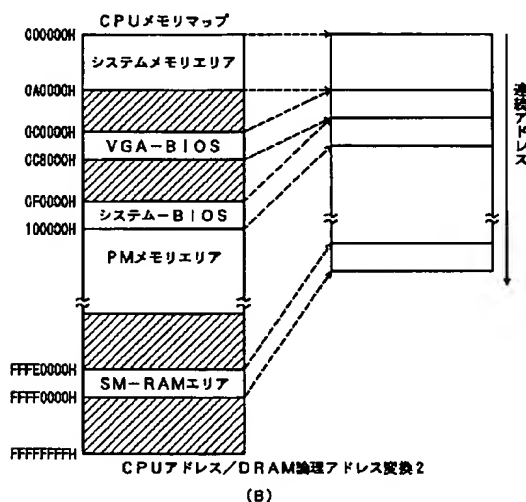 CPUメモリマップ
000000H
システムメモリエリア
0A0000H
0C0000H
VGA-BIOS
0C8000H
0F0000H
システム-BIOS
100000H
PMメモリエリア
FFFE0000H
SM-RAMエリア
FFFF0000H
FFFFFFFFH
連続アドレス
CPUアドレス/DRAM論理アドレス変換2
(B)